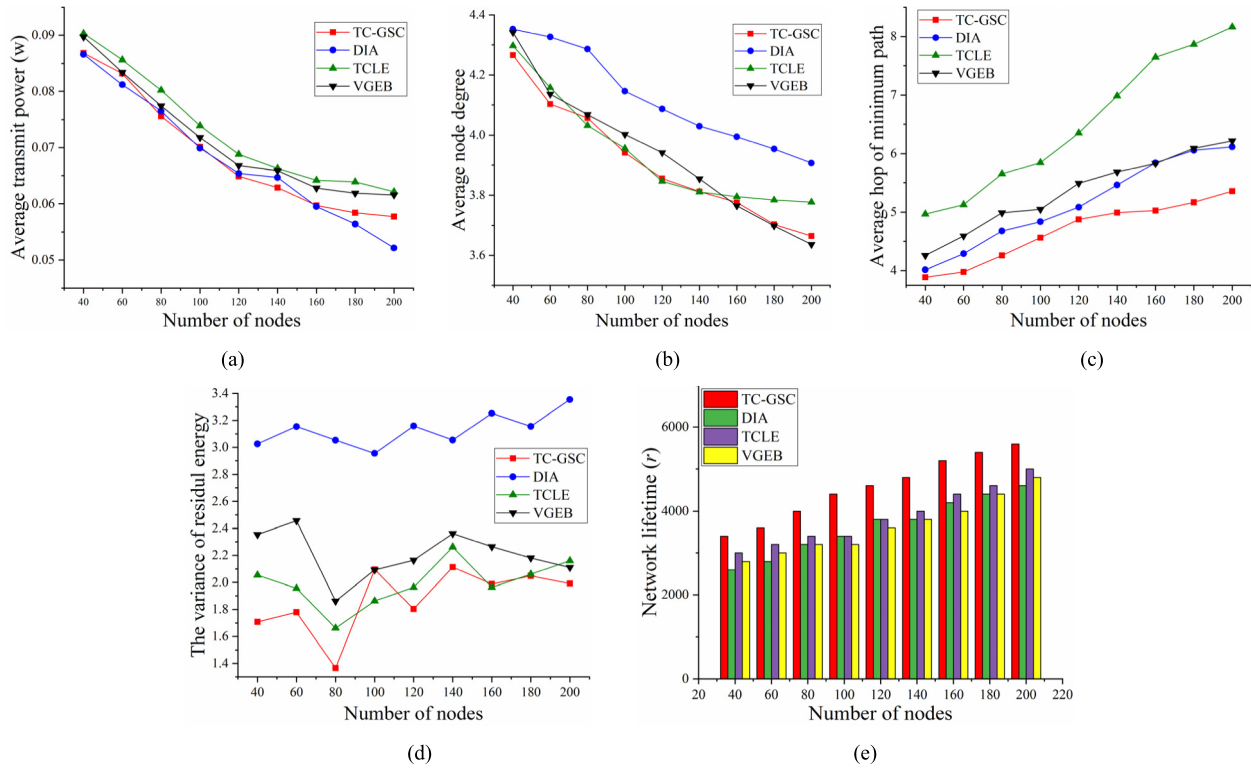 Average transmit power (w)
0.09
0.08
0.07
0.06
0.05
TC-GSC
DIA
TCLE
VGEB
40 60 80 100 120 140 160 180 200
Number of nodes
(a)
Average node degree
4.4
4.2
4.0
3.8
3.6
TC-GSC
DIA
TCLE
VGEB
40 60 80 100 120 140 160 180 200
Number of nodes
(b)
Average hop of minimum path
8
7
6
5
4
TC-GSC
DIA
TCLE
VGEB
40 60 80 100 120 140 160 180 200
Number of nodes
(c)
The variance of residul energy
3.4
3.2
3.0
2.8
2.6
2.4
2.2
2.0
1.8
1.6
1.4
TC-GSC
DIA
TCLE
VGEB
40 60 80 100 120 140 160 180 200
Number of nodes
(d)
Network lifetime (r)
6000
4000
2000
0
TC-GSC
DIA
TCLE
VGEB
20 40 60 80 100 120 140 160 180 200 220
Number of nodes
(e)